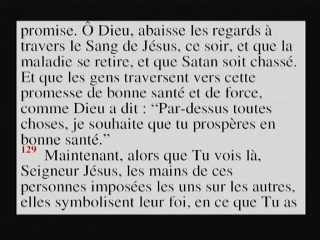 promise. Ô Dieu, abaisse les regards à
travers le Sang de Jésus, ce soir, et que la
maladie se retire, et que Satan soit chassé.
Et que les gens traversent vers cette
promesse de bonne santé et de force,
comme Dieu a dit : “Par-dessus toutes
choses, je souhaite que tu prospères en
bonne santé.”
129 Maintenant, alors que Tu vois là,
Seigneur Jésus, les mains de ces
personnes imposées les uns sur les autres,
elles symbolisent leur foi, en ce que Tu as